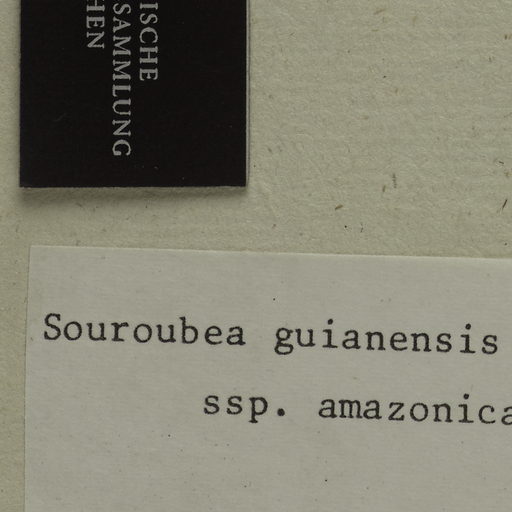 ISCHE
SAMMLUNG
HEN
Souroubea guianensis
ssp. amazonica